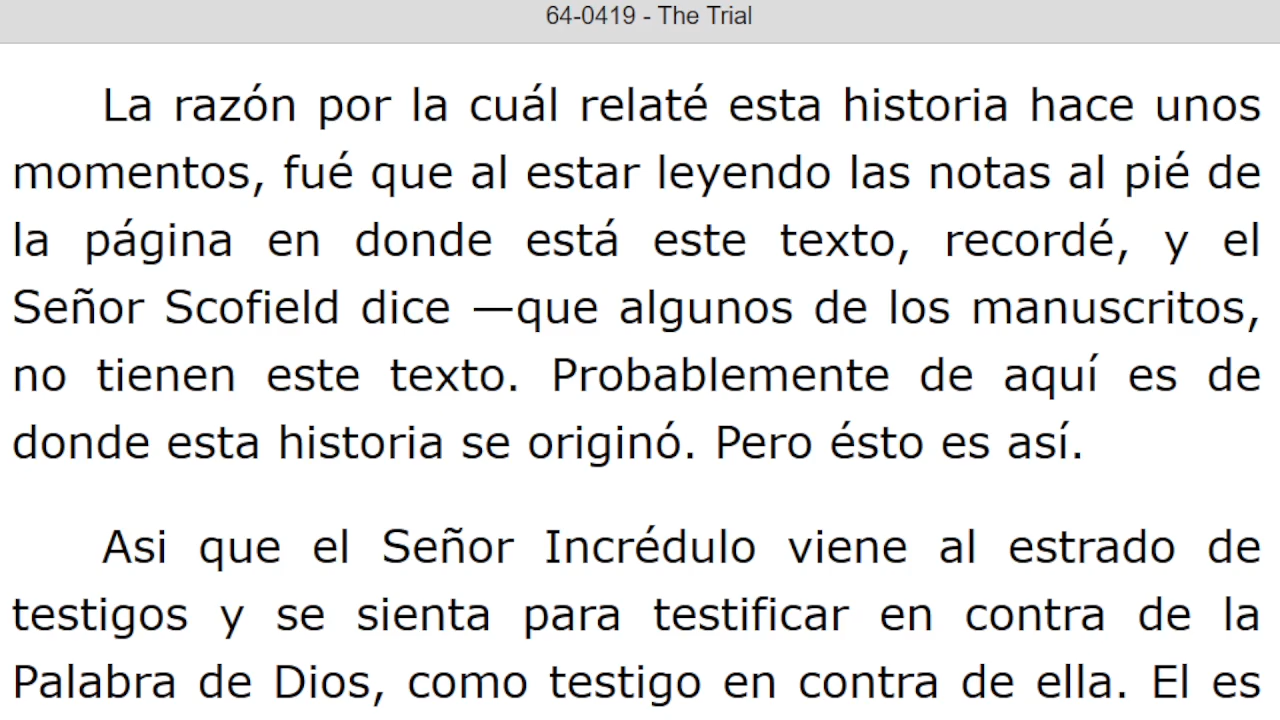 64-0419 - The Trial
La razón por la cuál relaté esta historia hace unos
momentos, fué que al estar leyendo las notas al pié de
la página en donde está este texto, recordé, y el
Señor Scofield dice —que algunos de los manuscritos,
no tienen este texto. Probablemente de aquí es de
donde esta historia se originó. Pero ésto es así.
Asi que el Señor Incrédulo viene al estrado de
testigos y se sienta para testificar en contra de la
Palabra de Dios, como testigo en contra de ella. El es